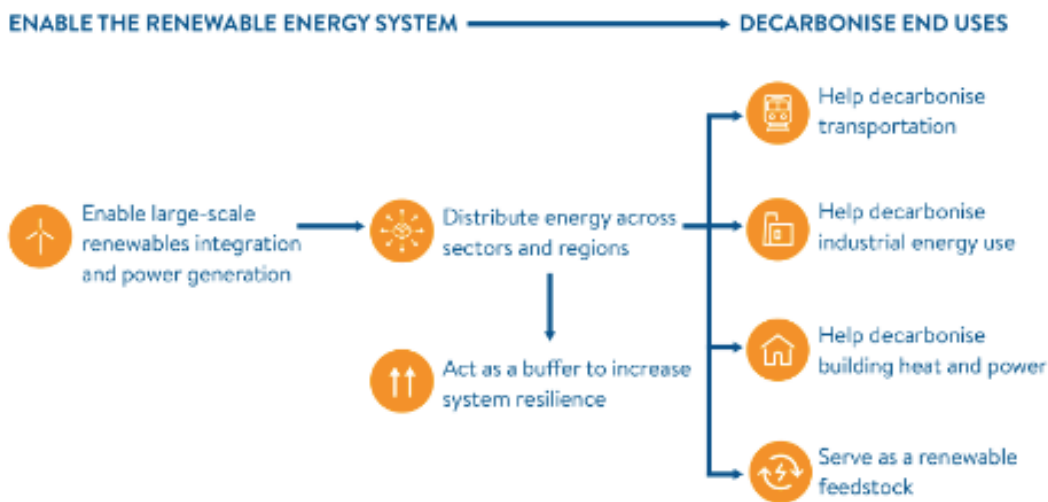 ENABLE THE RENEWABLE ENERGY SYSTEM
DECARBONISE END USES
Enable large-scale
renewables integration
and power generation
Distribute energy across
sectors and regions
Act as a buffer to increase
system resilience
Help decarbonise
transportation
Help decarbonise
industrial energy use
Help decarbonise
building heat and power
Serve as a renewable
feedstock